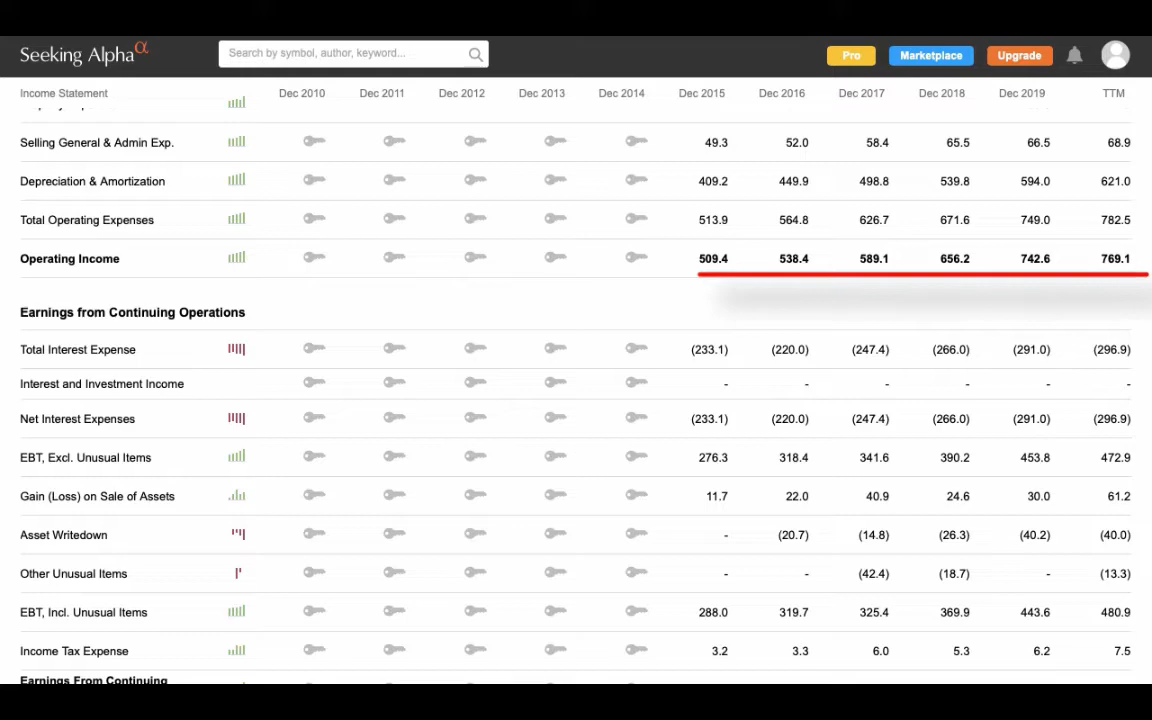 Seeking Alpha α
Search by symbol, author, keyword...
Pro
Marketplace
Upgrade
Income Statement Dec 2010 Dec 2011 Dec 2012 Dec 2013 Dec 2014 Dec 2015 Dec 2016 Dec 2017 Dec 2018 Dec 2019 TTM
Selling General & Admin Exp. 49.3 52.0 58.4 65.5 66.5 68.9
Depreciation & Amortization 409.2 449.9 498.8 539.8 594.0 621.0
Total Operating Expenses 513.9 564.8 626.7 671.6 749.0 782.5
Operating Income 509.4 538.4 589.1 656.2 742.6 769.1
Earnings from Continuing Operations
Total Interest Expense (233.1) (220.0) (247.4) (266.0) (291.0) (296.9)
Interest and Investment Income - - - - - -
Net Interest Expenses (233.1) (220.0) (247.4) (266.0) (291.0) (296.9)
EBT, Excl. Unusual Items 276.3 318.4 341.6 390.2 453.8 472.9
Gain (Loss) on Sale of Assets 11.7 22.0 40.9 24.6 30.0 61.2
Asset Writedown - (20.7) (14.8) (26.3) (40.2) (40.0)
Other Unusual Items - - (42.4) (18.7) - (13.3)
EBT, Incl. Unusual Items 288.0 319.7 325.4 369.9 443.6 480.9
Income Tax Expense 3.2 3.3 6.0 5.3 6.2 7.5
Earnings From Continuing